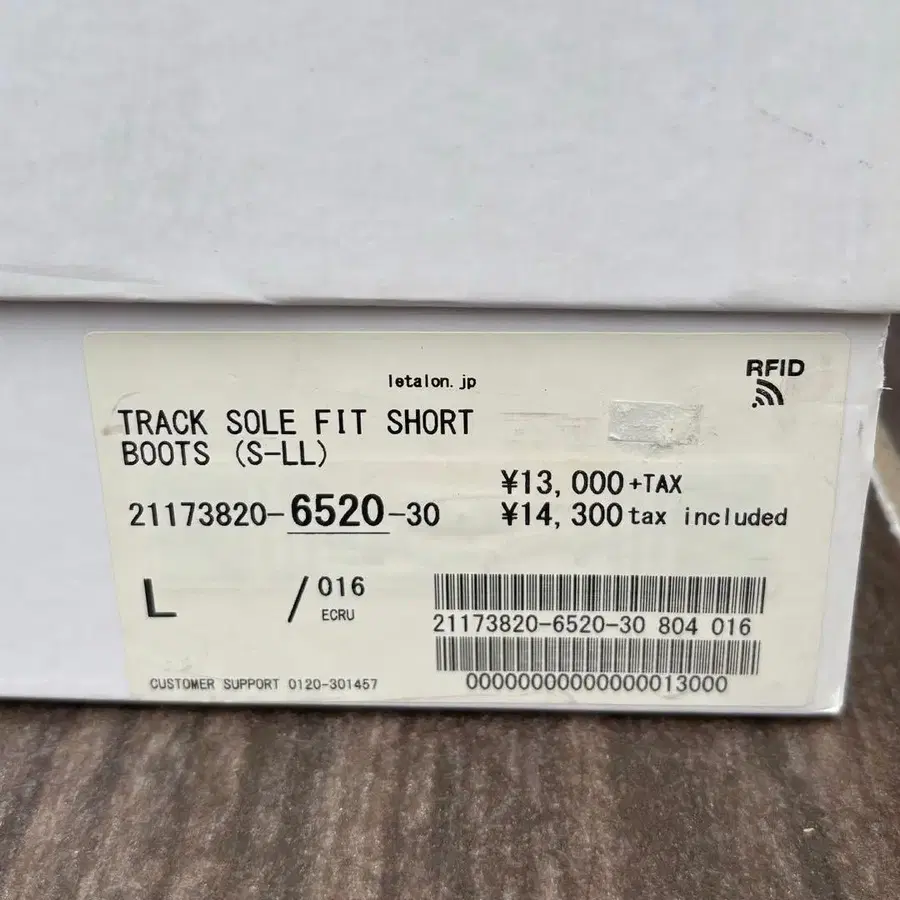 letalon.jp
RFID
TRACK SOLE FIT SHORT
BOOTS (S-LL)
¥13,000+TAX
21173820-6520-30
¥14,300 tax included
L / 016
ECRU
21173820-6520-30 804 016
CUSTOMER SUPPORT 0120-301457
00000000000000013000